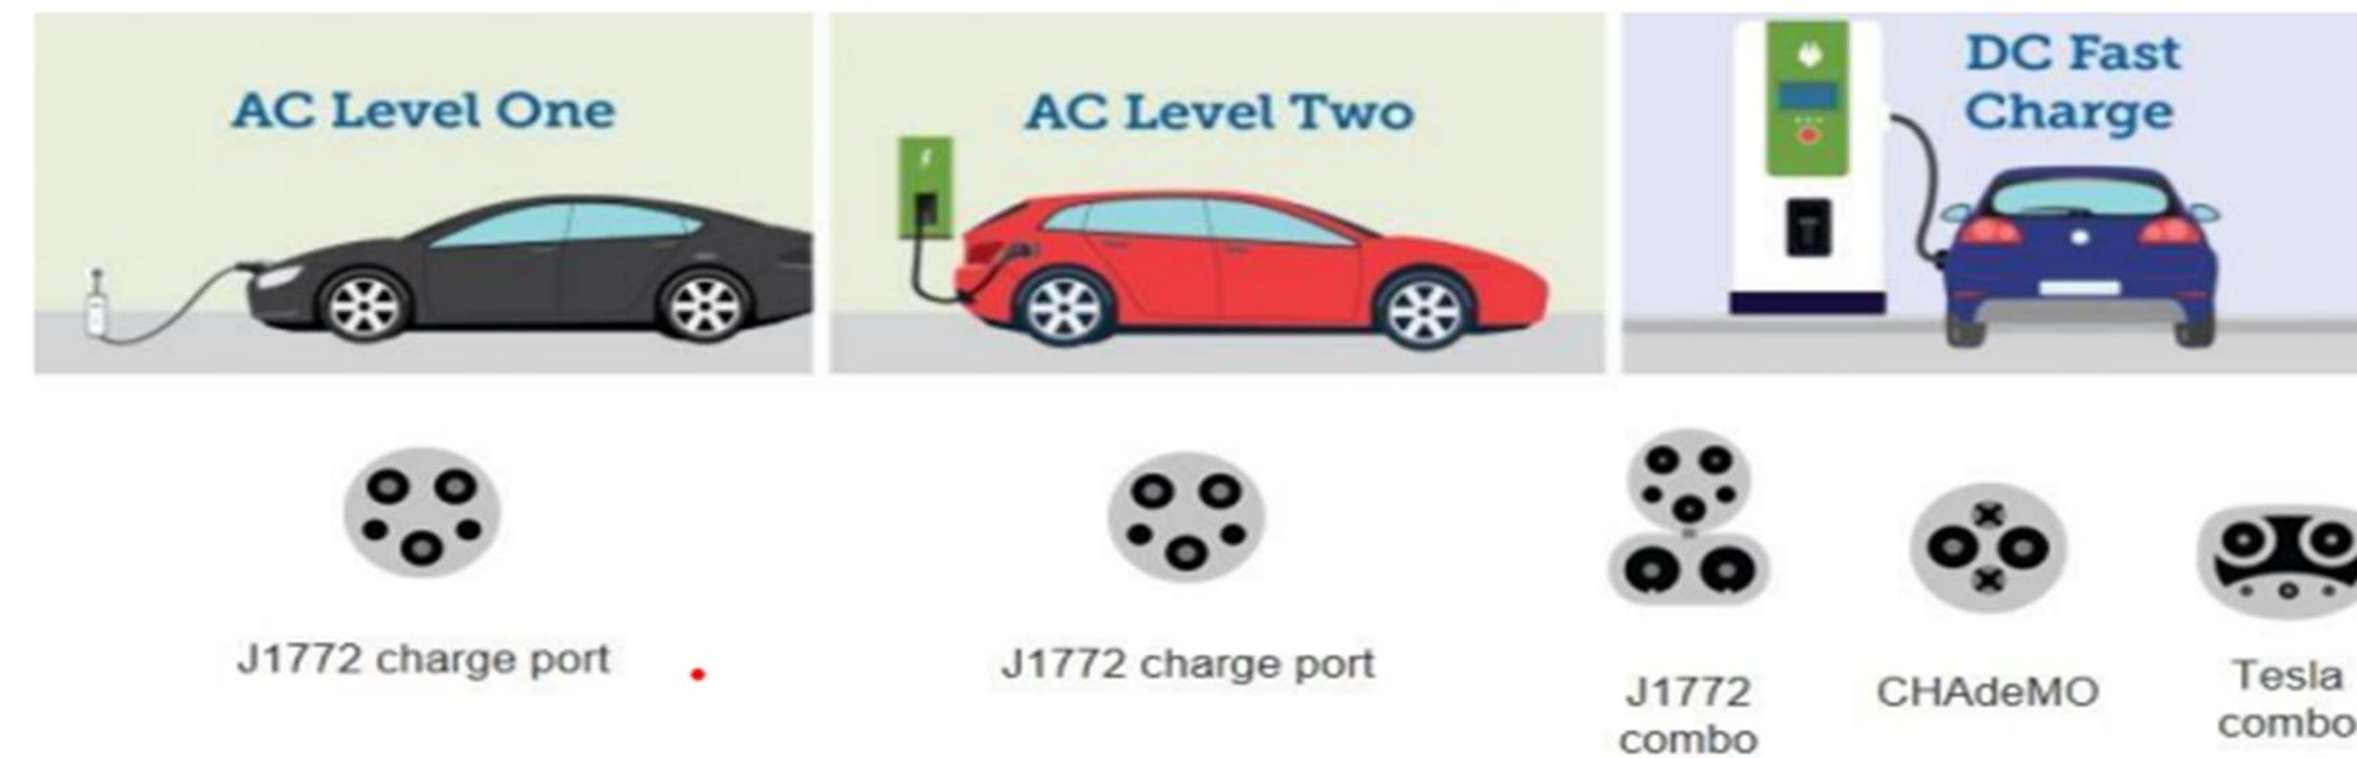 AC Level One
AC Level Two
DC Fast
Charge
J1772 charge port
J1772 charge port
J1772
combo
CHAdeMO
Tesla
combo